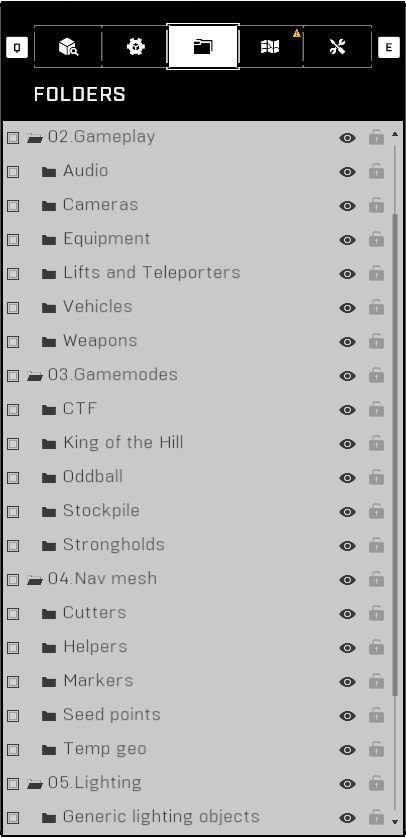 Q
E
FOLDERS
02.Gameplay
Audio
Cameras
Equipment
Lifts and Teleporters
Vehicles
Weapons
03.Gamemodes
CTF
King of the Hill
Oddball
Stockpile
Strongholds
04.Nav mesh
Cutters
Helpers
Markers
Seed points
Temp geo
05.Lighting
Generic lighting objects